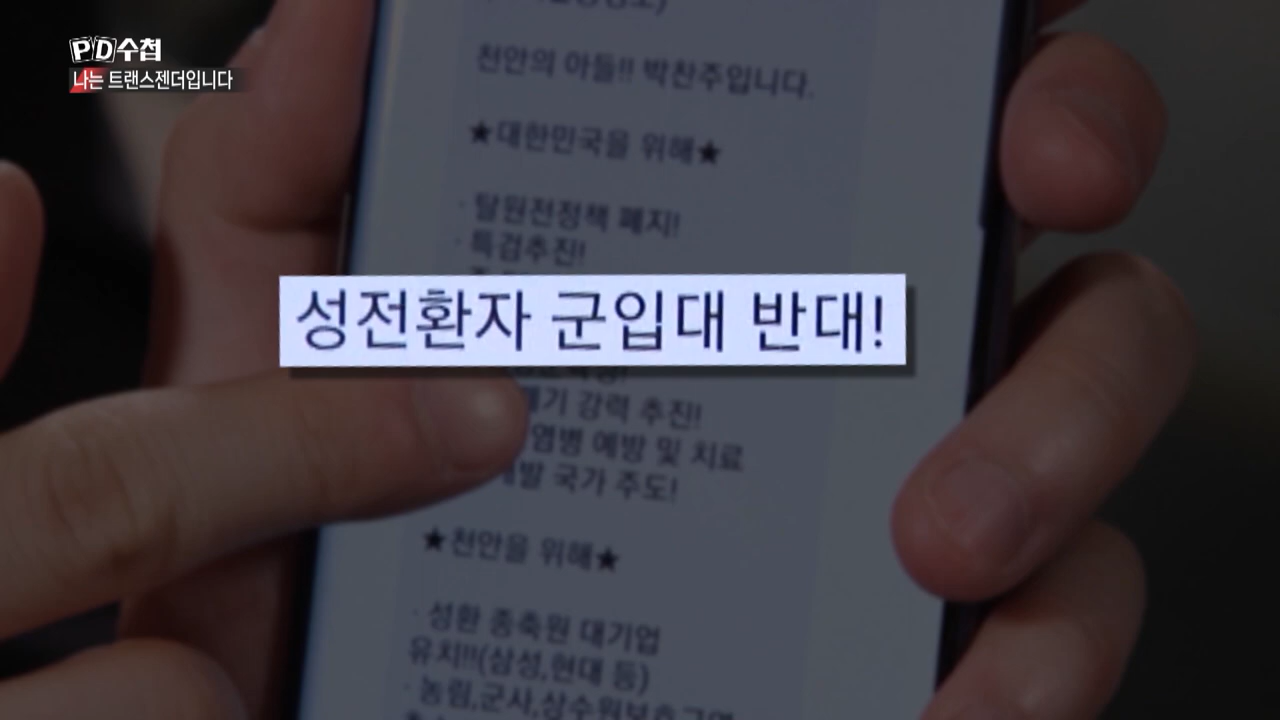 PD수첩
나는 트랜스젠더입니다
천안의 아들!! 박찬주입니다.
★대한민국을 위해★
· 탈원전정책 폐지!
· 특검추진!
성전환자 군입대 반대!
강력 추진!
예방 및 치료
국가 주도!
★천안을 위해★
· 성환 종축원 대기업
유치!!!(삼성,현대 등)
· 농림,군사,상수원보호구역